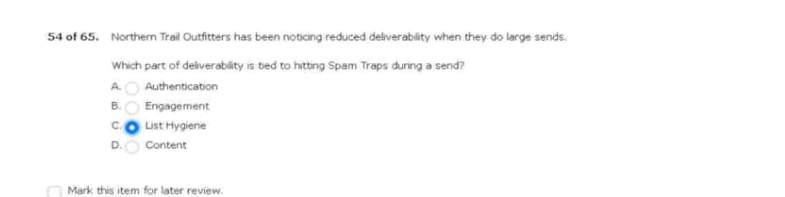 54 of 65. Northern Trail Outfitters has been noticing reduced deliverability when they do large sends.
Which part of deliverability is tied to hitting Spam Traps during a send?
A. Authentication
B. Engagement
C. List Hygiene
D. Content
Mark this item for later review.